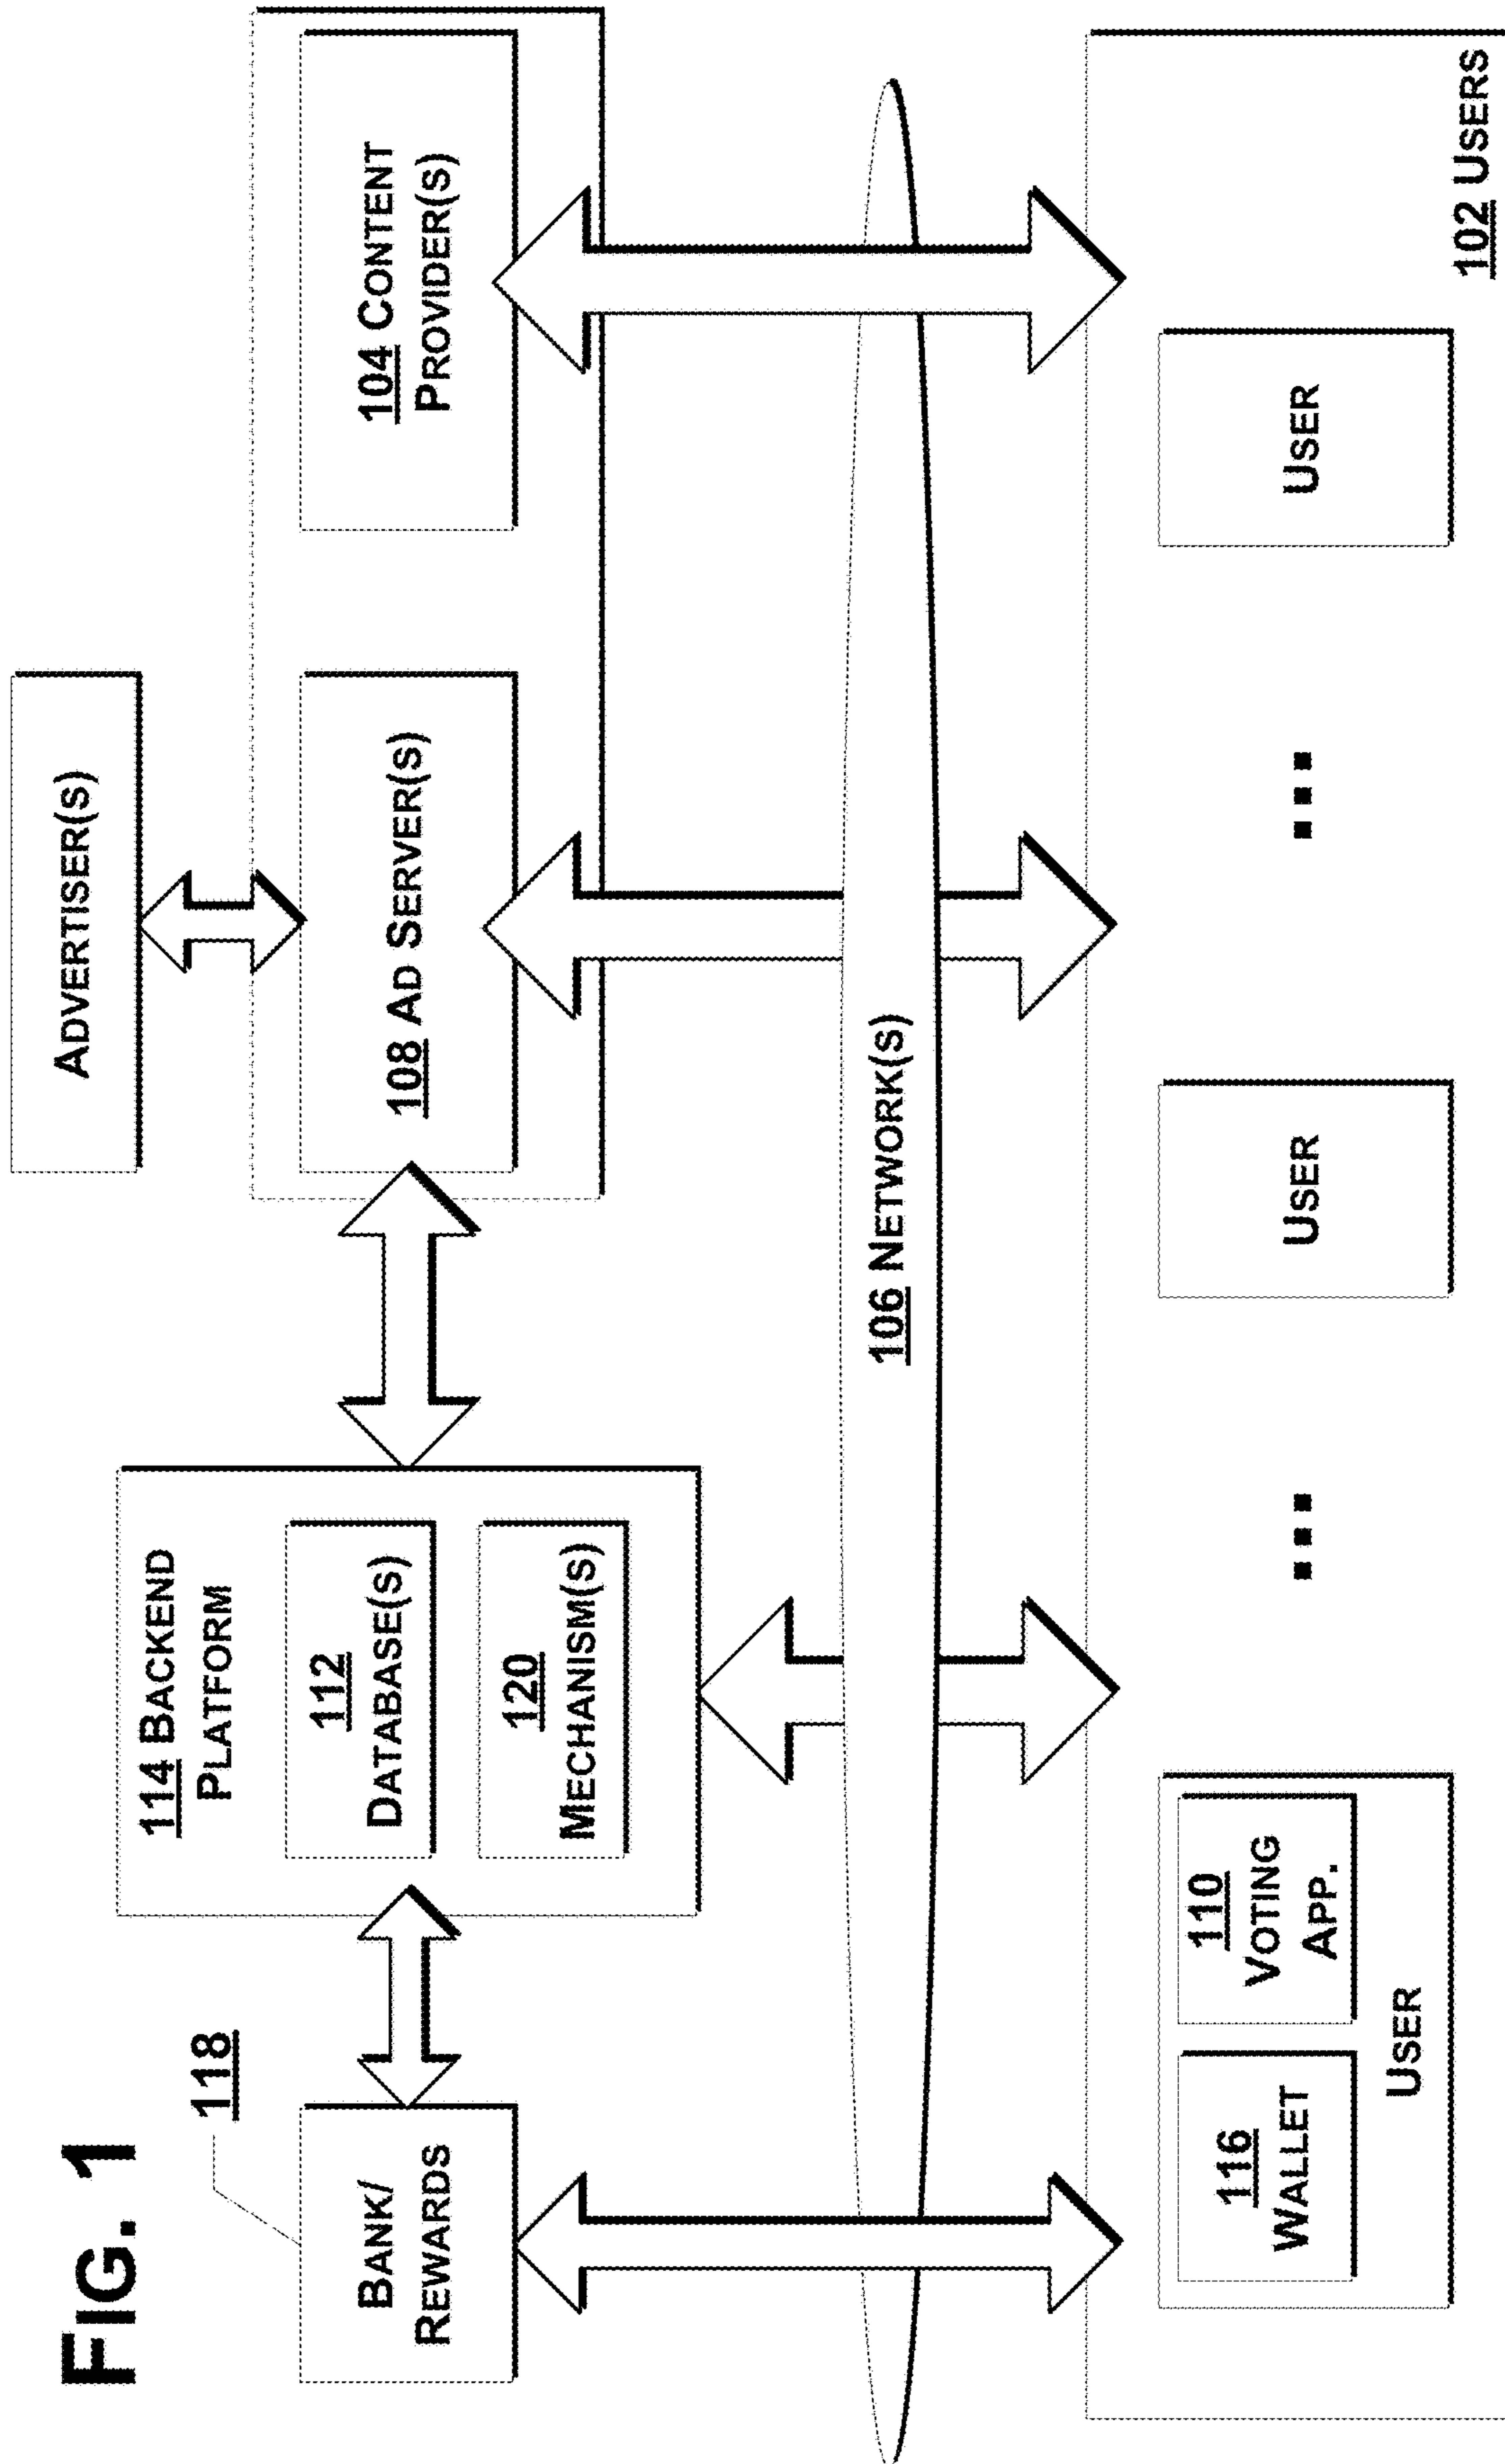 FIG. 1
118
BANK/
REWARDS
114 BACKEND
PLATFORM
112
DATABASE(S)
120
MECHANISM(S)
ADVERTISER(S)
108 AD SERVER(S)
104 CONTENT
PROVIDER(S)
106 NETWORK(S)
116
WALLET
110
VOTING
APP.
USER
USER
USER
102 USERS